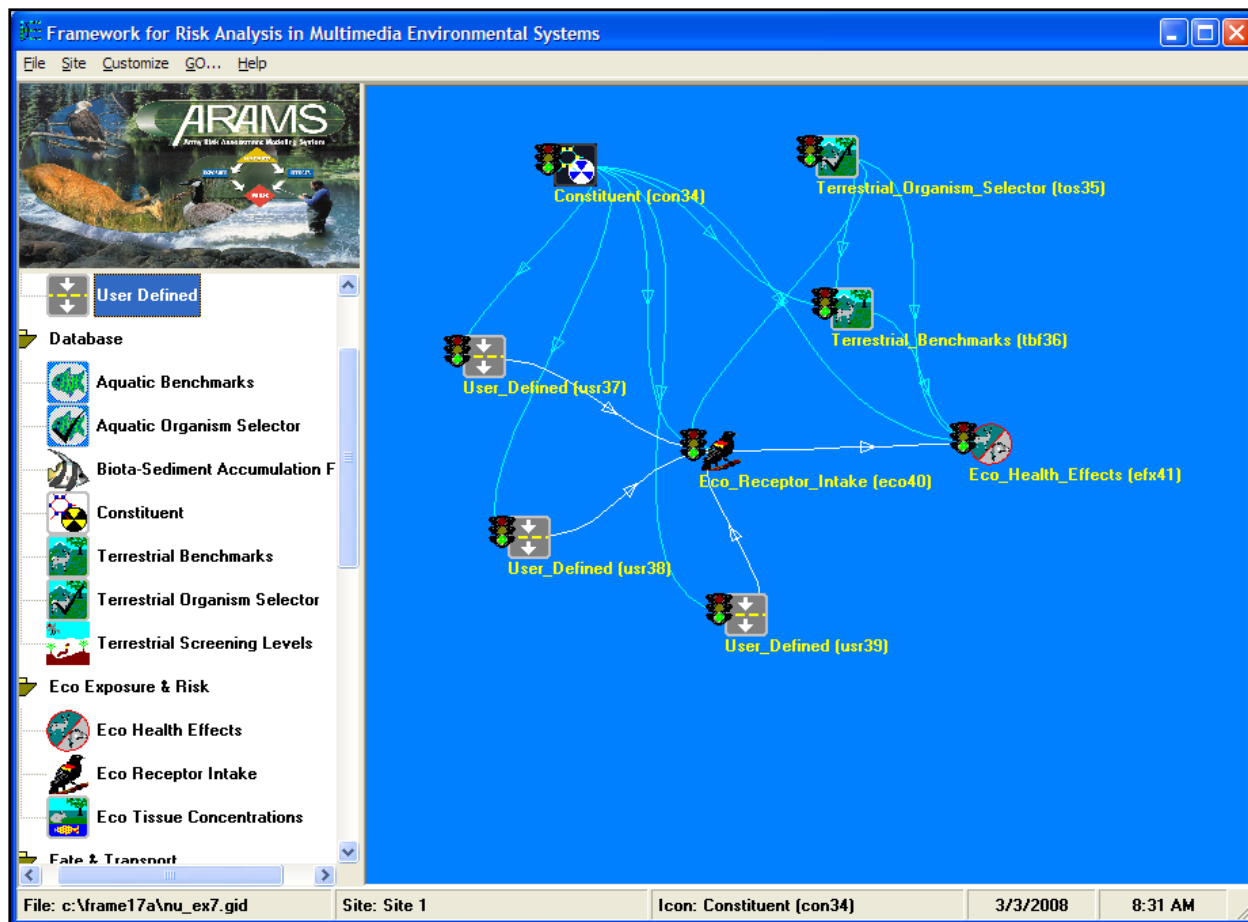 Framework for Risk Analysis in Multimedia Environmental Systems
File Site Customize GO... Help
ARAMS
Army Risk Assessment Modeling System
User Defined
Database
Aquatic Benchmarks
Aquatic Organism Selector
Biota-Sediment Accumulation F
Constituent
Terrestrial Benchmarks
Terrestrial Organism Selector
Terrestrial Screening Levels
Eco Exposure & Risk
Eco Health Effects
Eco Receptor Intake
Eco Tissue Concentrations
Fate & Transport
Constituent (con34)
Terrestrial_Organism_Selector (tos35)
Terrestrial_Benchmarks (tbf36)
User_Defined (usr37)
Eco_Receptor_Intake (eco40)
Eco_Health_Effects (efx41)
User_Defined (usr38)
User_Defined (usr39)
File: c:\frame17a\nu_ex7.gid
Site: Site 1
Icon: Constituent (con34)
3/3/2008
8:31 AM